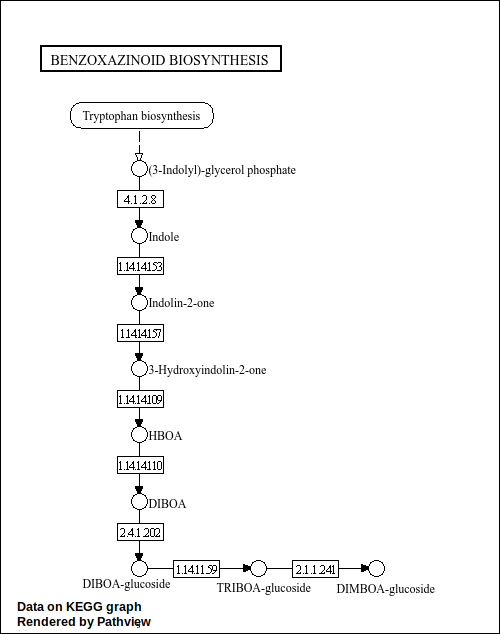 BENZOXAZINOID BIOSYNTHESIS
Tryptophan biosynthesis
(3-Indolyl)-glycerol phosphate
4.1.2.8
Indole
1.14.14.153
Indolin-2-one
1.14.14.157
3-Hydroxyindolin-2-one
1.14.14.109
HBOA
1.14.14.110
DIBOA
2.4.1.202
1.14.11.59
2.1.1.241
DIBOA-glucoside
TRIBOA-glucoside
DIMBOA-glucoside
Data on KEGG graph
Rendered by Pathview